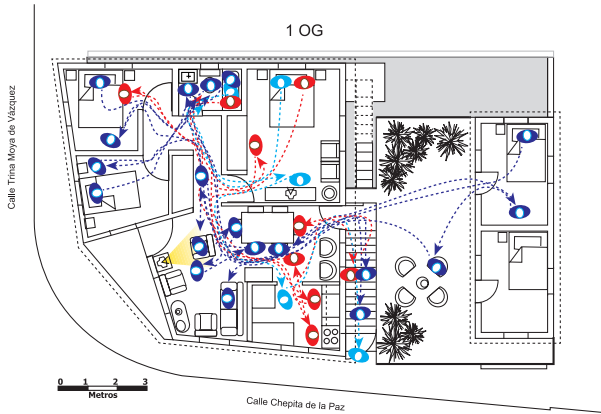 1 OG
Calle Trina Moya de Vázquez
0 1 2 3
Metros
Calle Chepita de la Paz